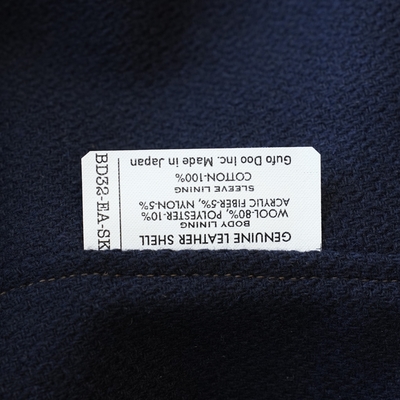 GENUINE LEATHER SHELL
BODY LINING
WOOL-80%, POLYESTER-10%
ACRYLIC FIBER-5%, NYLON-5%
SLEEVE LINING
COTTON-100%
Gufo Doo Inc. Made in Japan
BD32-EA-SK